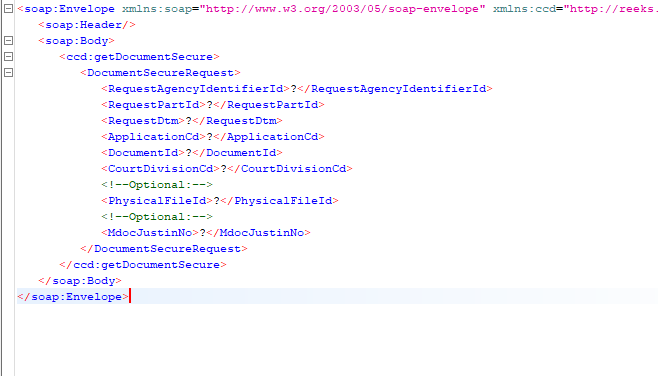 <soap:Envelope xmlns:soap="http://www.w3.org/2003/05/soap-envelope" xmlns:ccd="http://reeks.
<soap:Header/>
<soap:Body>
<ccd:getDocumentSecure>
<DocumentSecureRequest>
<RequestAgencyIdentifierId>?</RequestAgencyIdentifierId>
<RequestPartId>?</RequestPartId>
<RequestDtm>?</RequestDtm>
<ApplicationCd>?</ApplicationCd>
<DocumentId>?</DocumentId>
<CourtDivisionCd>?</CourtDivisionCd>
<!--Optional:-->
<PhysicalFileId>?</PhysicalFileId>
<!--Optional:-->
<MdocJustinNo>?</MdocJustinNo>
</DocumentSecureRequest>
</ccd:getDocumentSecure>
</soap:Body>
</soap:Envelope>